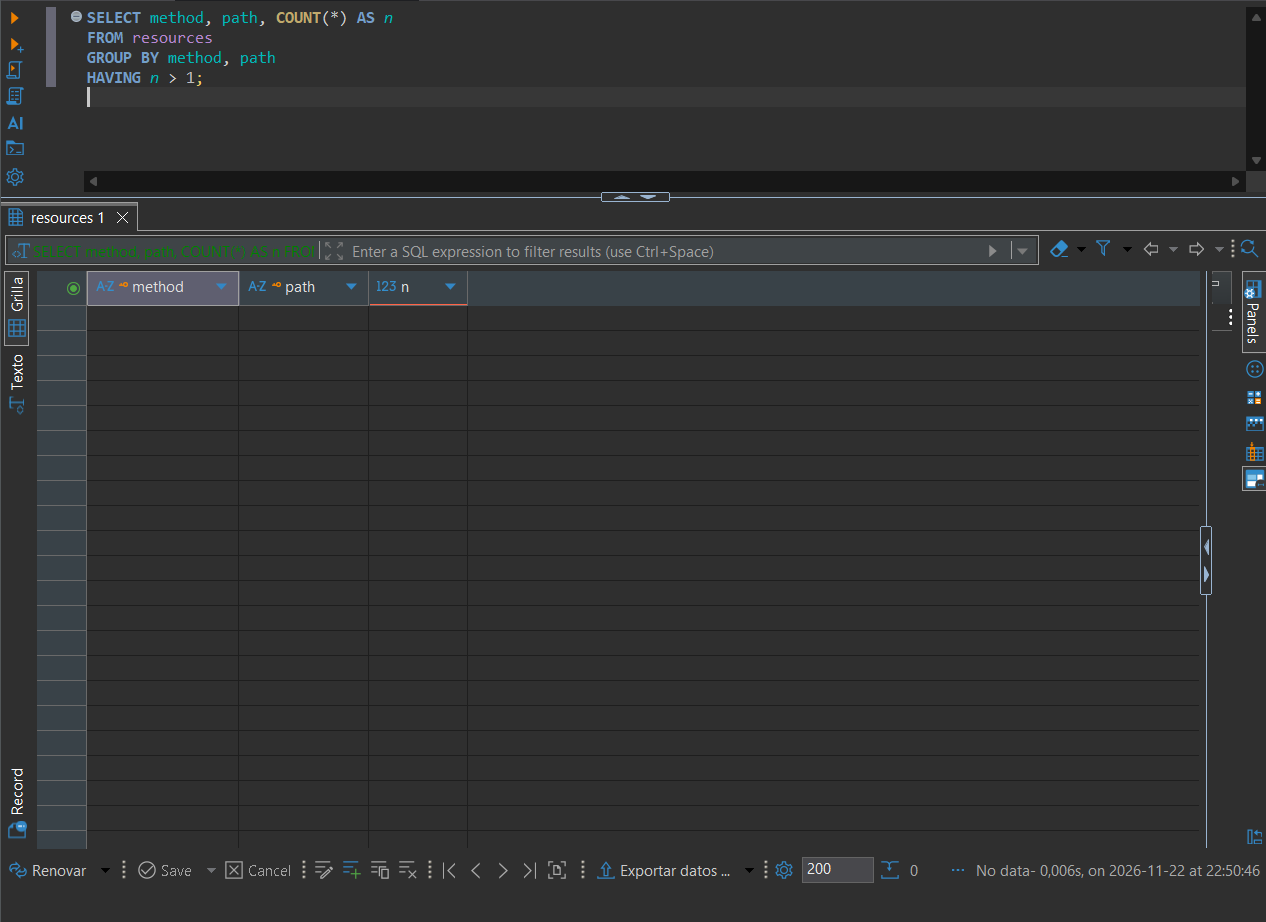 SELECT method, path, COUNT(*) AS n
FROM resources
GROUP BY method, path
HAVING n > 1;
AI
resources 1
SELECT method, path, COUNT(*) AS n FROM
Enter a SQL expression to filter results (use Ctrl+Space)
Grilla
Texto
Record
A-Z method
A-Z path
123 n
Panels
Renovar
Save
Cancel
Exportar datos ...
200
0
No data- 0,006s, on 2026-11-22 at 22:50:46